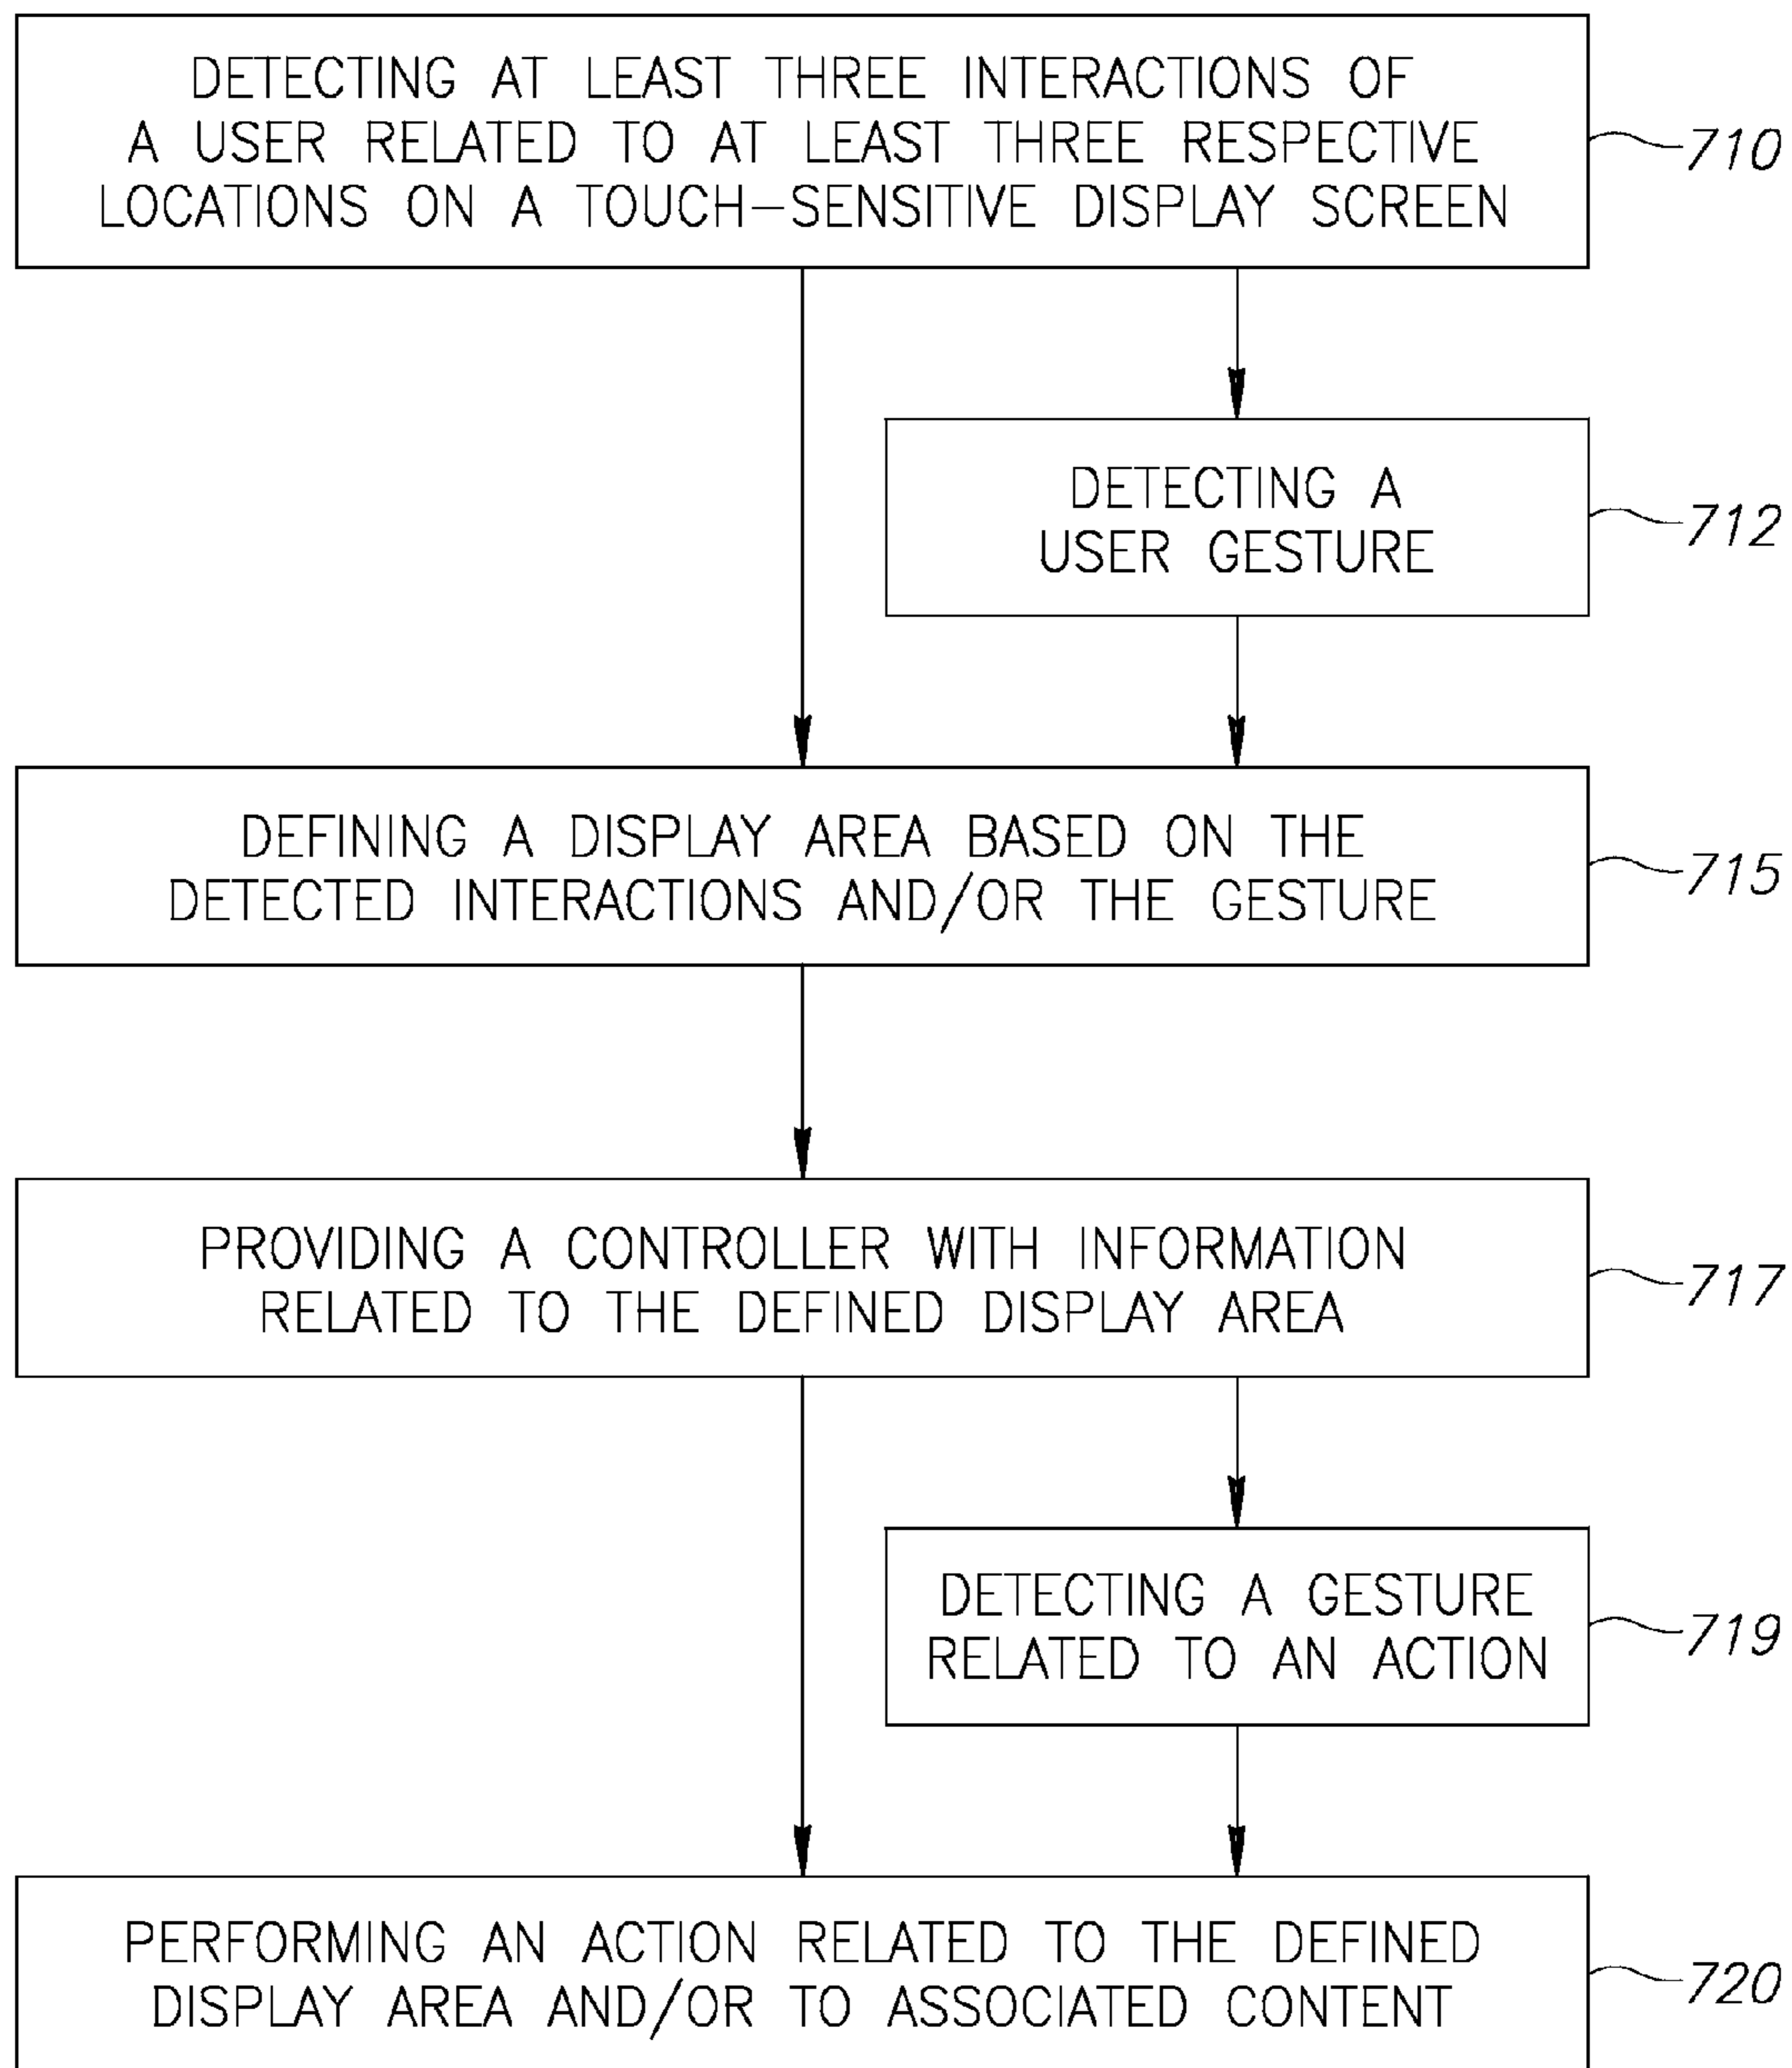 DETECTING AT LEAST THREE INTERACTIONS OF
A USER RELATED TO AT LEAST THREE RESPECTIVE
LOCATIONS ON A TOUCH-SENSITIVE DISPLAY SCREEN
710
DETECTING A
USER GESTURE
712
DEFINING A DISPLAY AREA BASED ON THE
DETECTED INTERACTIONS AND/OR THE GESTURE
715
PROVIDING A CONTROLLER WITH INFORMATION
RELATED TO THE DEFINED DISPLAY AREA
717
DETECTING A GESTURE
RELATED TO AN ACTION
719
PERFORMING AN ACTION RELATED TO THE DEFINED
DISPLAY AREA AND/OR TO ASSOCIATED CONTENT
720